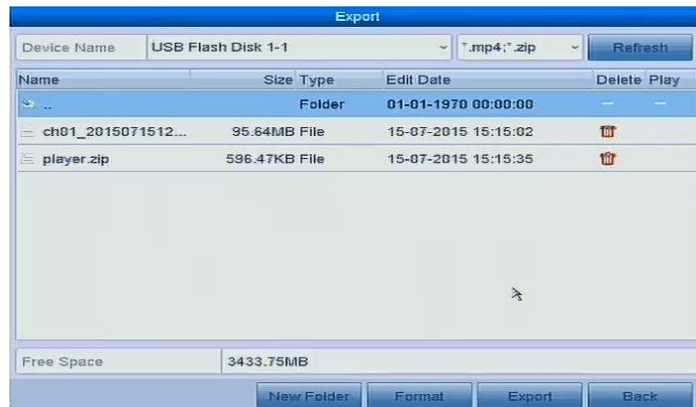 Export
Device Name USB Flash Disk 1-1 *.mp4;*.zip Refresh
Name Size Type Edit Date Delete Play
.. Folder 01-01-1970 00:00:00 — —
ch01_2015071512... 95.64MB File 15-07-2015 15:15:02
player.zip 596.47KB File 15-07-2015 15:15:35
Free Space 3433.75MB
New Folder Format Export Back